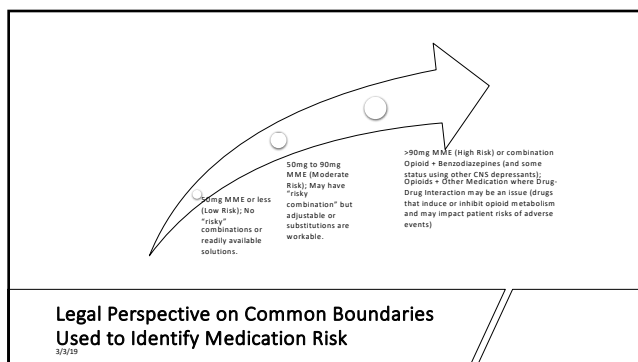 50mg MME or less
(Low Risk); No
“risky”
combinations or
readily available
solutions.
50mg to 90mg
MME (Moderate
Risk); May have
“risky
combination” but
adjustable or
substitutions are
workable.
>90mg MME (High Risk) or combination
Opioid + Benzodiazepines (and some
status using other CNS depressants);
Opioids + Other Medication where Drug-
Drug Interaction may be an issue (drugs
that induce or inhibit opioid metabolism
and may impact patient risks of adverse
events)
Legal Perspective on Common Boundaries
Used to Identify Medication Risk
3/3/19